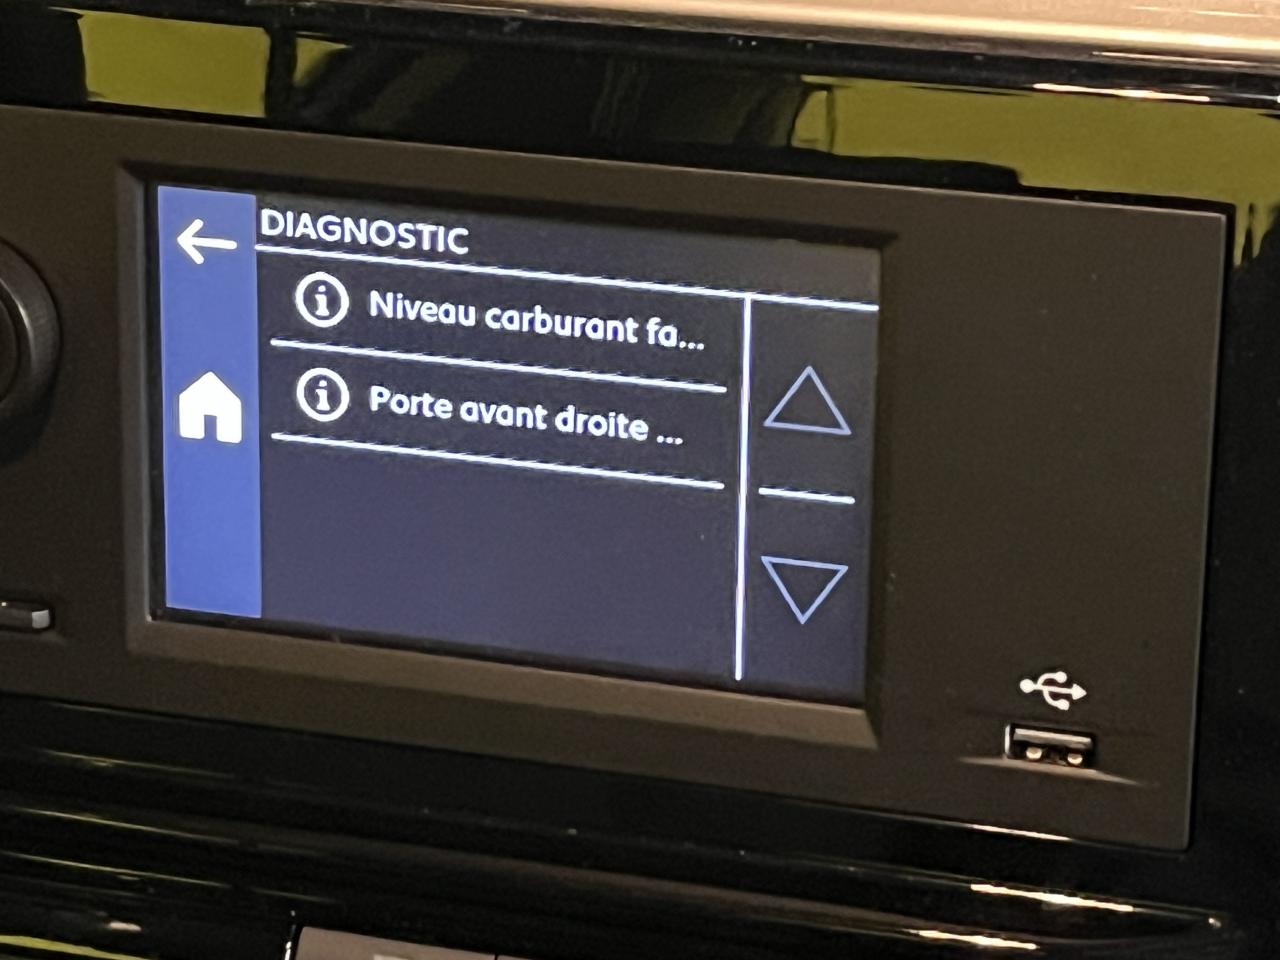 DIAGNOSTIC
Niveau carburant fa...
Porte avant droite ...